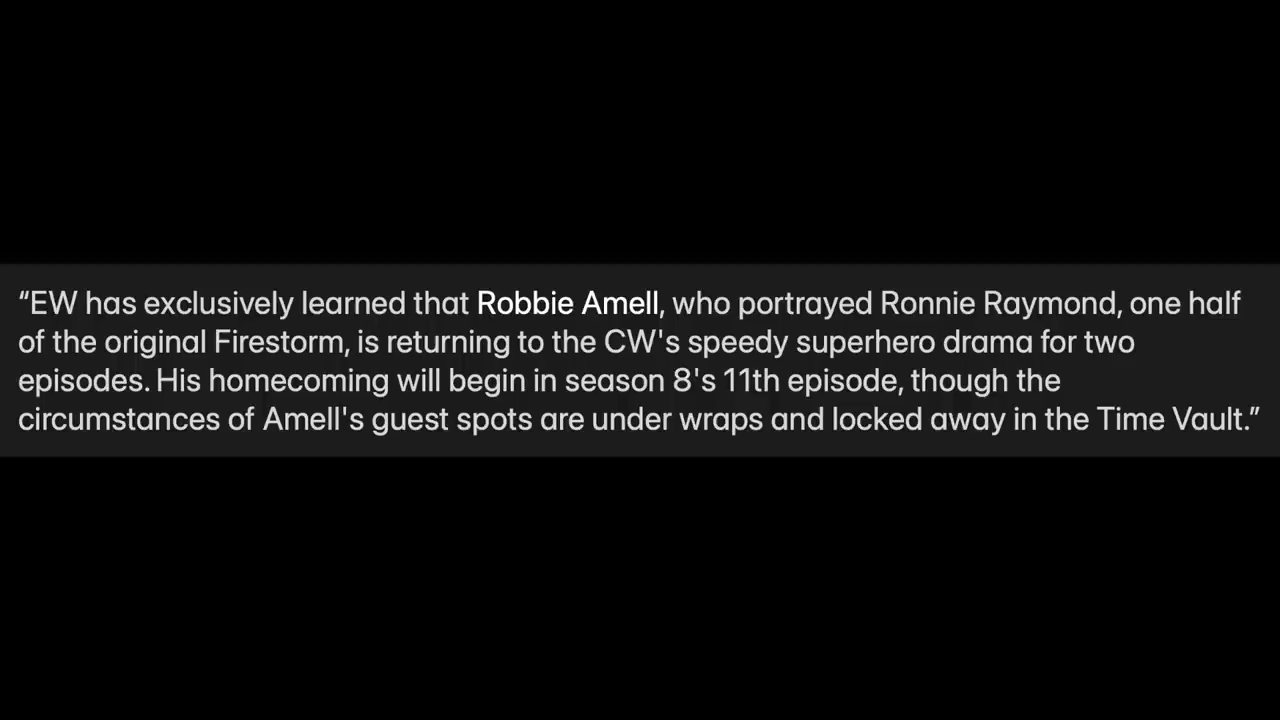 “EW has exclusively learned that Robbie Amell, who portrayed Ronnie Raymond, one half
of the original Firestorm, is returning to the CW's speedy superhero drama for two
episodes. His homecoming will begin in season 8's 11th episode, though the
circumstances of Amell's guest spots are under wraps and locked away in the Time Vault.”